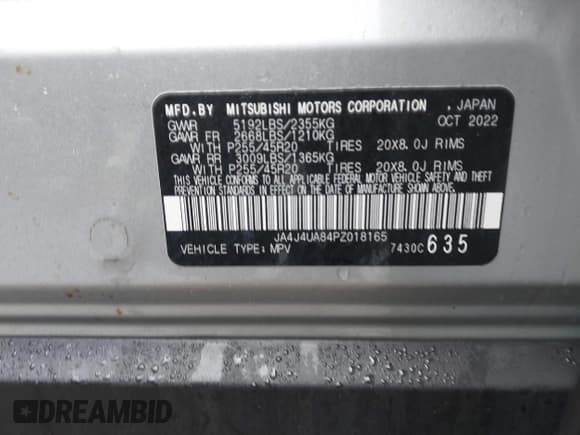 MFD.BY MITSUBISHI MOTORS CORPORATION , JAPAN
GVWR 5192LBS/2355KG OCT 2022
GAWR FR 2668LBS/1210KG
WITH P255/45R20 TIRES 20X8.0J RIMS
GAWR RR 3009LBS/1365KG
WITH P255/45R20 TIRES 20X8.0J RIMS
THIS VEHICLE CONFORMS TO ALL APPLICABLE FEDERAL MOTOR VEHICLE SAFETY AND THEFT
PREVENTION STANDARDS IN EFFECT ON THE DATE OF MANUFACTURE SHOWN ABOVE.
JA4J4UA84PZ018165
VEHICLE TYPE: MPV 7430C 635
DREAMBID